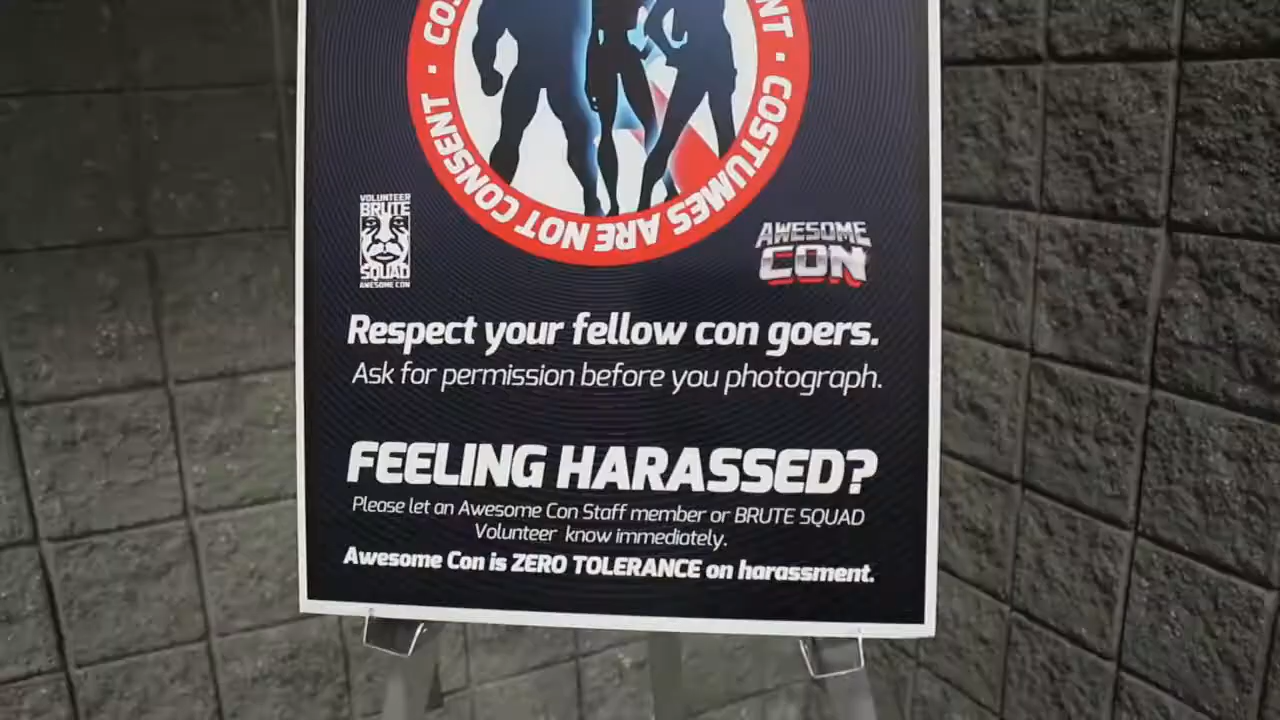 COSTUMES ARE NOT CONSENT ·
VOLUNTEER
BRUTE
SQUAD
AWESOME CON
AWESOME
CON
Respect your fellow con goers.
Ask for permission before you photograph.
FEELING HARASSED?
Please let an Awesome Con Staff member or BRUTE SQUAD
Volunteer know immediately.
Awesome Con is ZERO TOLERANCE on harassment.